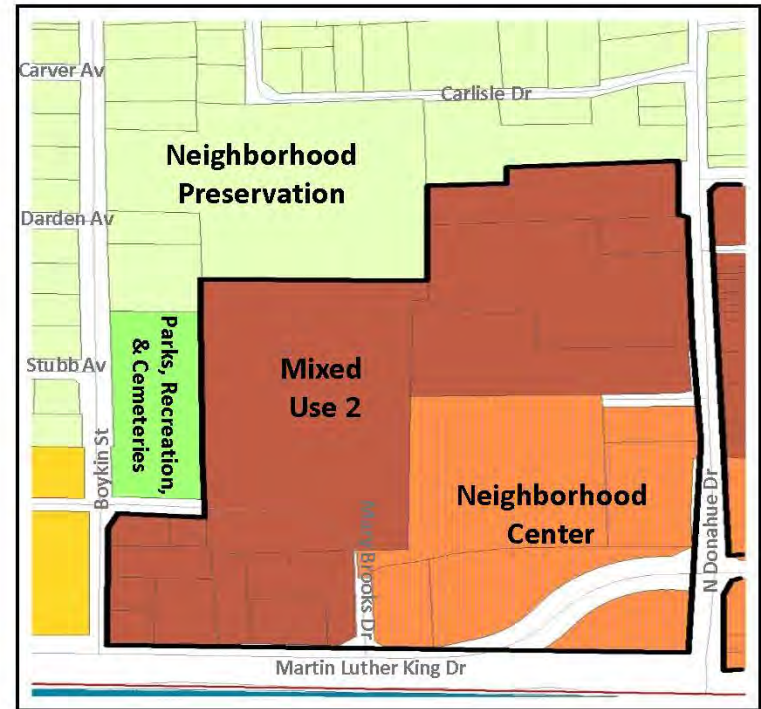 Carver Av
Carlisle Dr
Neighborhood
Preservation
Darden Av
Parks, Recreation,
& Cemeteries
Stubb Av
Mixed
Use 2
Boykin St
Neighborhood
Center
Mary Brooks Dr
N Donahue Dr
Martin Luther King Dr